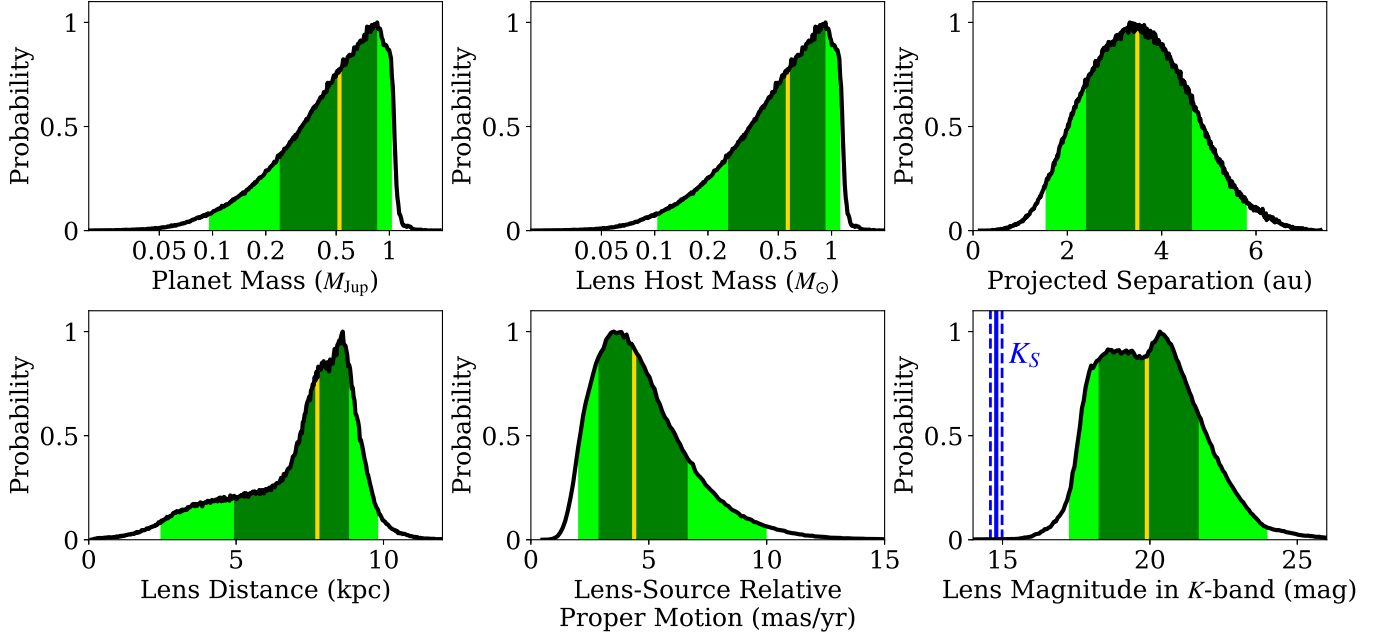 Probability
1
0.5
0
0.05 0.1 0.2 0.5 1
Planet Mass (M_Jup)
Probability
1
0.5
0
0.05 0.1 0.2 0.5 1
Lens Host Mass (M_⊙)
Probability
1
0.5
0
0 2 4 6
Projected Separation (au)
Probability
1
0.5
0
0 5 10
Lens Distance (kpc)
Probability
1
0.5
0
0 5 10 15
Lens-Source Relative
Proper Motion (mas/yr)
Probability
1
0.5
0
K_S
15 20 25
Lens Magnitude in K-band (mag)